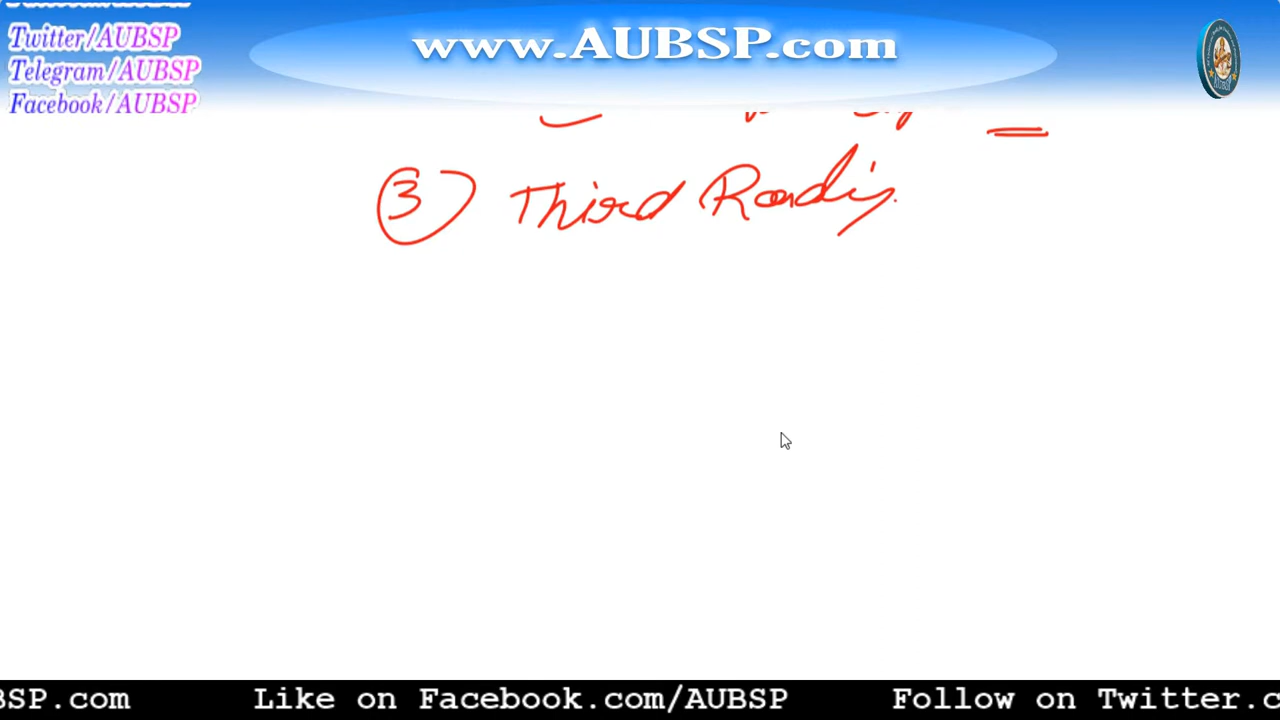 Twitter/AUBSP
Telegram/AUBSP
Facebook/AUBSP
www.AUBSP.com
③ Third Reading
BSP.com Like on Facebook.com/AUBSP Follow on Twitter.c